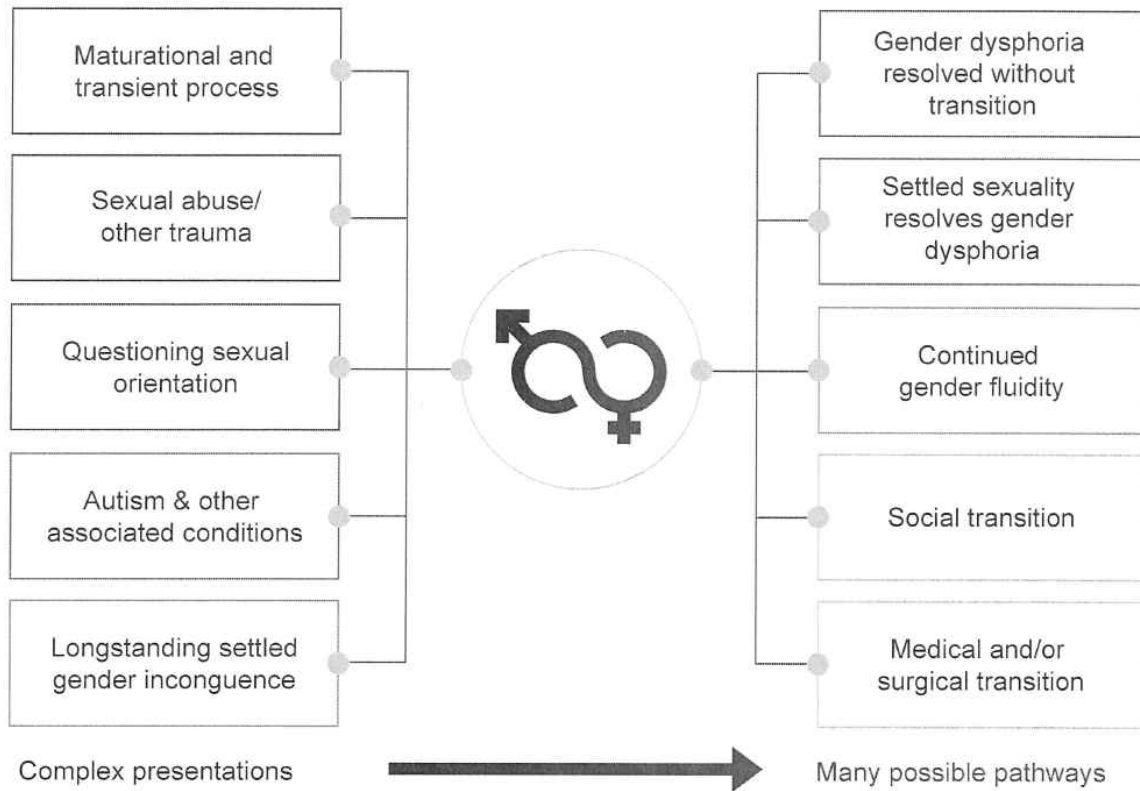 Maturational and
transient process
Sexual abuse/
other trauma
Questioning sexual
orientation
Autism & other
associated conditions
Longstanding settled
gender inconguence
Complex presentations
Gender dysphoria
resolved without
transition
Settled sexuality
resolves gender
dysphoria
Continued
gender fluidity
Social transition
Medical and/or
surgical transition
Many possible pathways